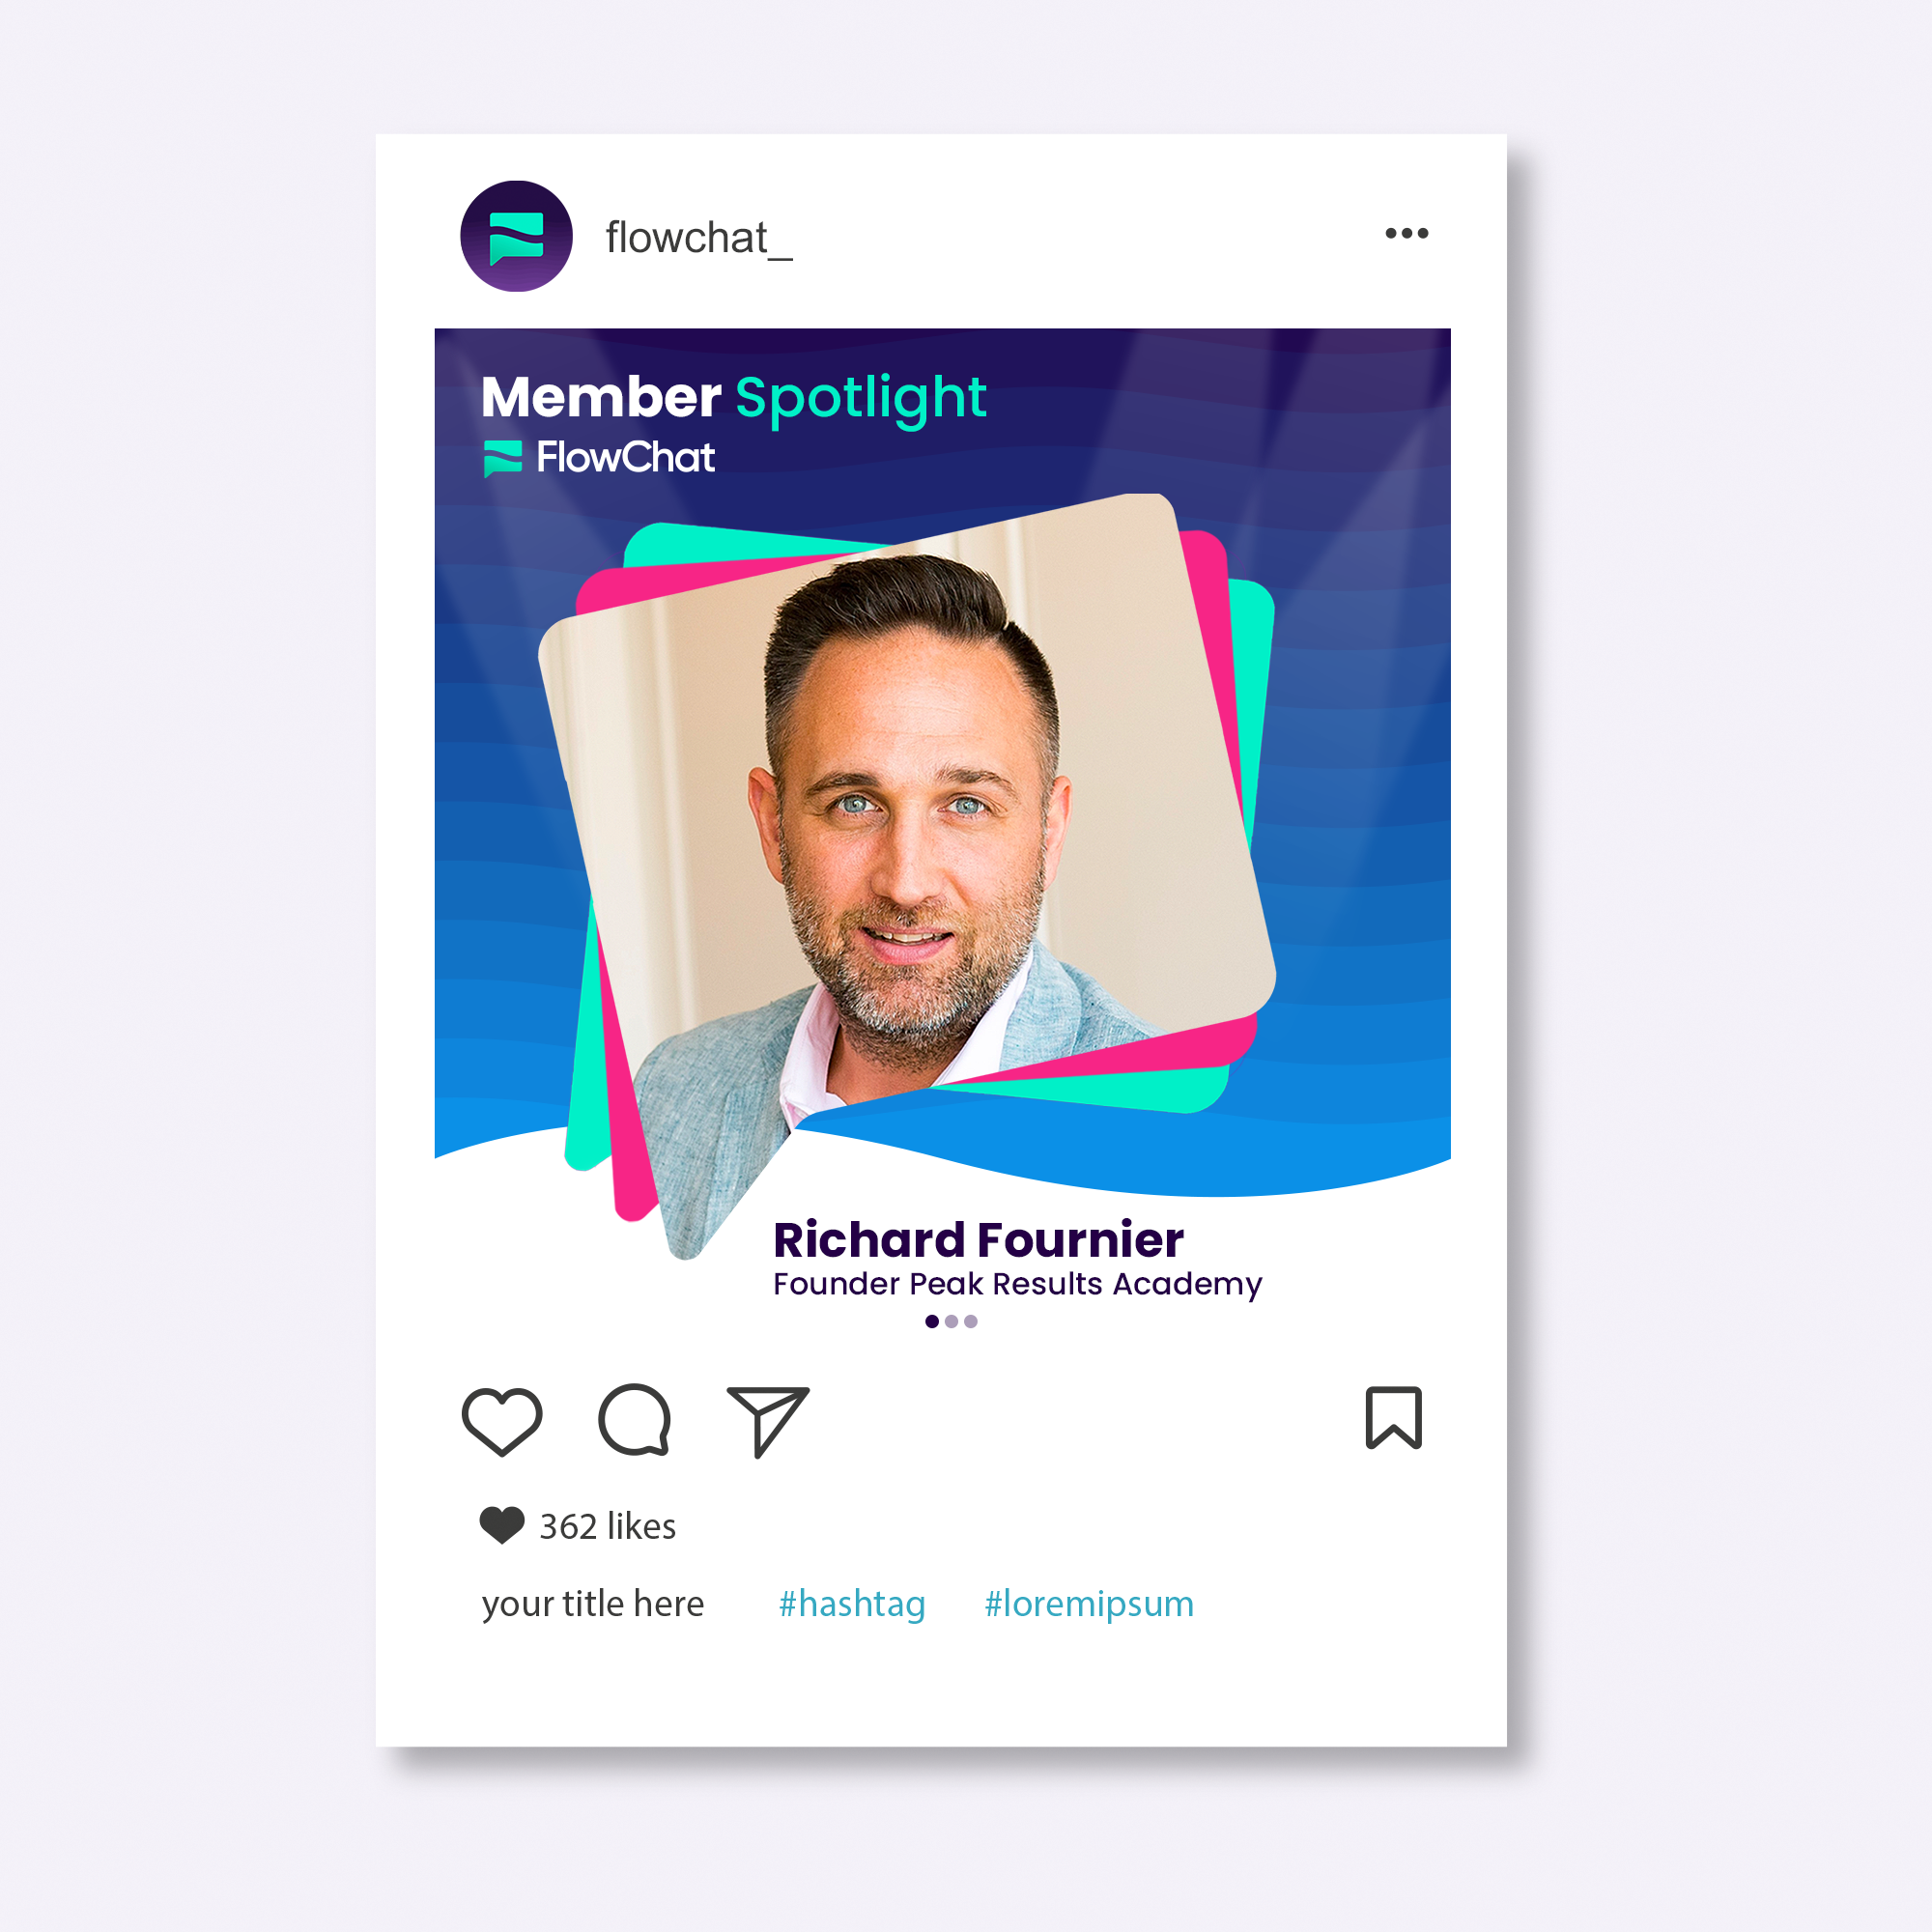 flowchat_
Member Spotlight
FlowChat
Richard Fournier
Founder Peak Results Academy
362 likes
your title here #hashtag #loremipsum